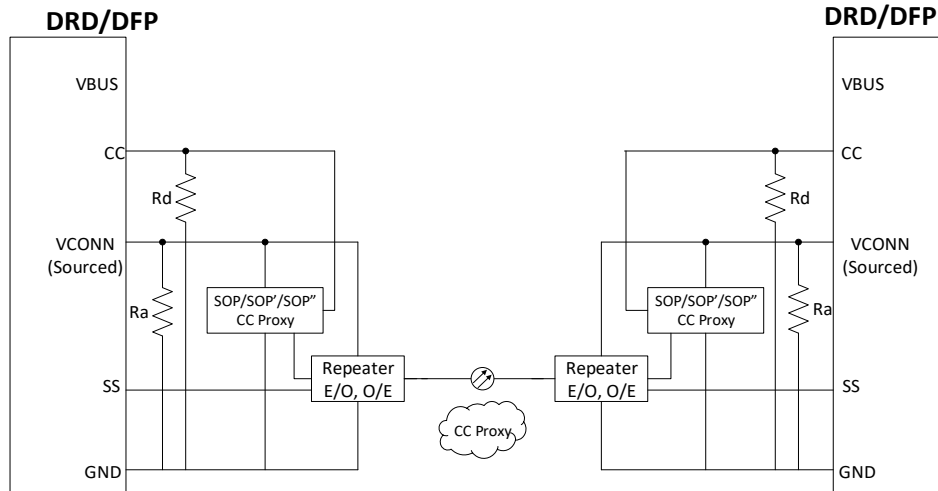 DRD/DFP
DRD/DFP
VBUS
VBUS
CC
CC
Rd
Rd
VCONN
(Sourced)
VCONN
(Sourced)
SOP/SOP'/SOP"
CC Proxy
SOP/SOP'/SOP"
CC Proxy
Ra
Ra
Repeater
E/O, O/E
Repeater
E/O, O/E
SS
SS
CC Proxy
GND
GND